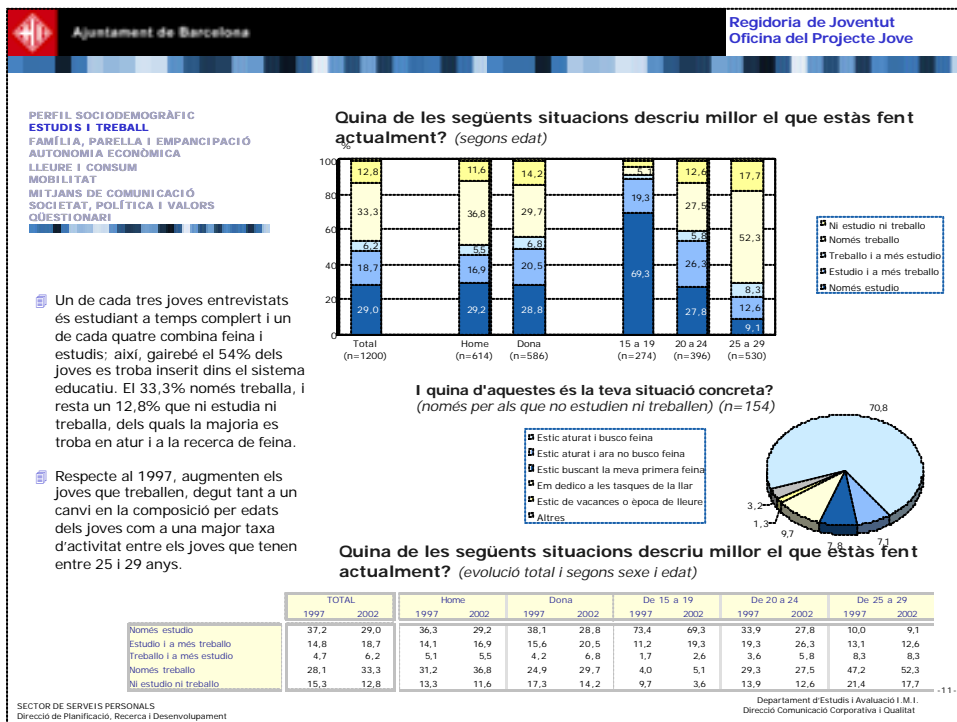 Ajuntament de Barcelona
Regidoria de Joventut
Oficina del Projecte Jove
PERFIL SOCIODEMOGRÀFIC
ESTUDIS I TREBALL
FAMÍLIA, PARELLA I EMPANCIPACIÓ
AUTONOMIA ECONÒMICA
LLEURE I CONSUM
MOBILITAT
MITJANS DE COMUNICACIÓ
SOCIETAT, POLÍTICA I VALORS
QÜESTIONARI
Un de cada tres joves entrevistats
és estudiant a temps complert i un
de cada quatre combina feina i
estudis; així, gairebé el 54% dels
joves es troba inserit dins el sistema
educatiu. El 33,3% només treballa, i
resta un 12,8% que ni estudia ni
treballa, dels quals la majoria es
troba en atur i a la recerca de feina.
Respecte al 1997, augmenten els
joves que treballen, degut tant a un
canvi en la composició per edats
dels joves com a una major taxa
d'activitat entre els joves que tenen
entre 25 i 29 anys.
Quina de les següents situacions descriu millor el que estàs fent
actualment? (segons edat)
%
100
80
60
40
20
0
12,8 11,6 14,2 12,6 17,7
33,3 36,8 29,7 5,1 27,5 52,3
6,2 5,5 6,8 5,8 8,3
18,7 16,9 20,5 19,3 26,3 12,6
29,0 29,2 28,8 69,3 27,8 9,1
Total Home Dona 15 a 19 20 a 24 25 a 29
(n=1200) (n=614) (n=586) (n=274) (n=396) (n=530)
Ni estudio ni treballo
Només treballo
Treballo i a més estudio
Estudio i a més treballo
Només estudio
I quina d'aquestes és la teva situació concreta?
(només per als que no estudien ni treballen) (n=154)
Estic aturat i busco feina
Estic aturat i ara no busco feina
Estic buscant la meva primera feina
Em dedico a les tasques de la llar
Estic de vacances o època de lleure
Altres
70,8
3,2
1,3
9,7
7,8
7,1
Quina de les següents situacions descriu millor el que estàs fent
actualment? (evolució total i segons sexe i edat)
TOTAL Home Dona De 15 a 19 De 20 a 24 De 25 a 29
1997 2002 1997 2002 1997 2002 1997 2002 1997 2002 1997 2002
Només estudio 37,2 29,0 36,3 29,2 38,1 28,8 73,4 69,3 33,9 27,8 10,0 9,1
Estudio i a més treballo 14,8 18,7 14,1 16,9 15,6 20,5 11,2 19,3 19,3 26,3 13,1 12,6
Treballo i a més estudio 4,7 6,2 5,1 5,5 4,2 6,8 1,7 2,6 3,6 5,8 8,3 8,3
Només treballo 28,1 33,3 31,2 36,8 24,9 29,7 4,0 5,1 29,3 27,5 47,2 52,3
Ni estudio ni treballo 15,3 12,8 13,3 11,6 17,3 14,2 9,7 3,6 13,9 12,6 21,4 17,7
-11-
SECTOR DE SERVEIS PERSONALS
Direcció de Planificació, Recerca i Desenvolupament
Departament d'Estudis i Avaluació I.M.I.
Direcció Comunicació Corporativa i Qualitat